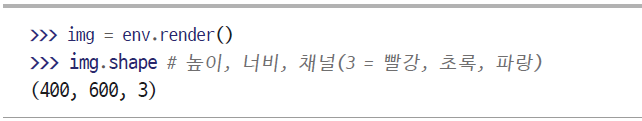 >>> img = env.render()
>>> img.shape # 높이, 너비, 채널(3 = 빨강, 초록, 파랑)
(400, 600, 3)